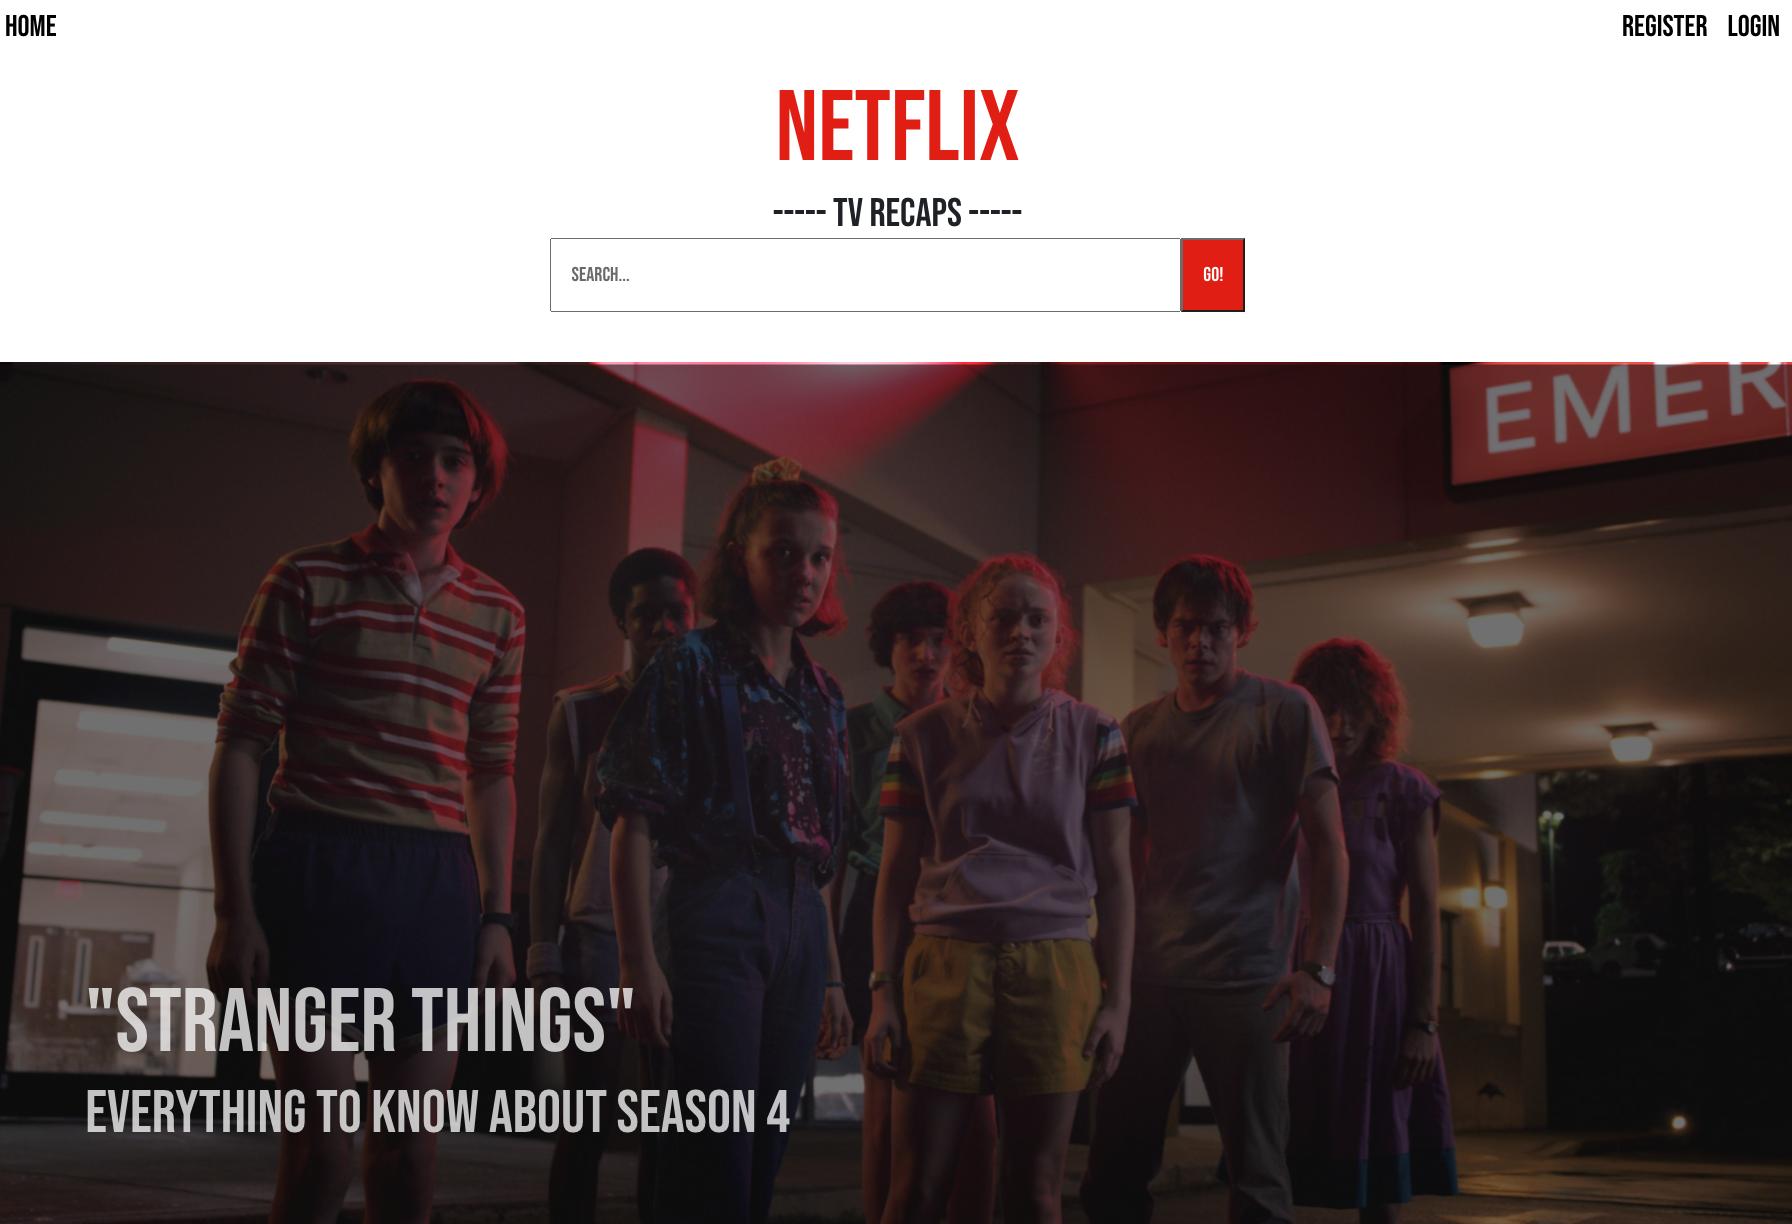 HOME
REGISTER LOGIN
NETFLIX
----- TV RECAPS -----
SEARCH...
GO!
EMER
"STRANGER THINGS"
EVERYTHING TO KNOW ABOUT SEASON 4